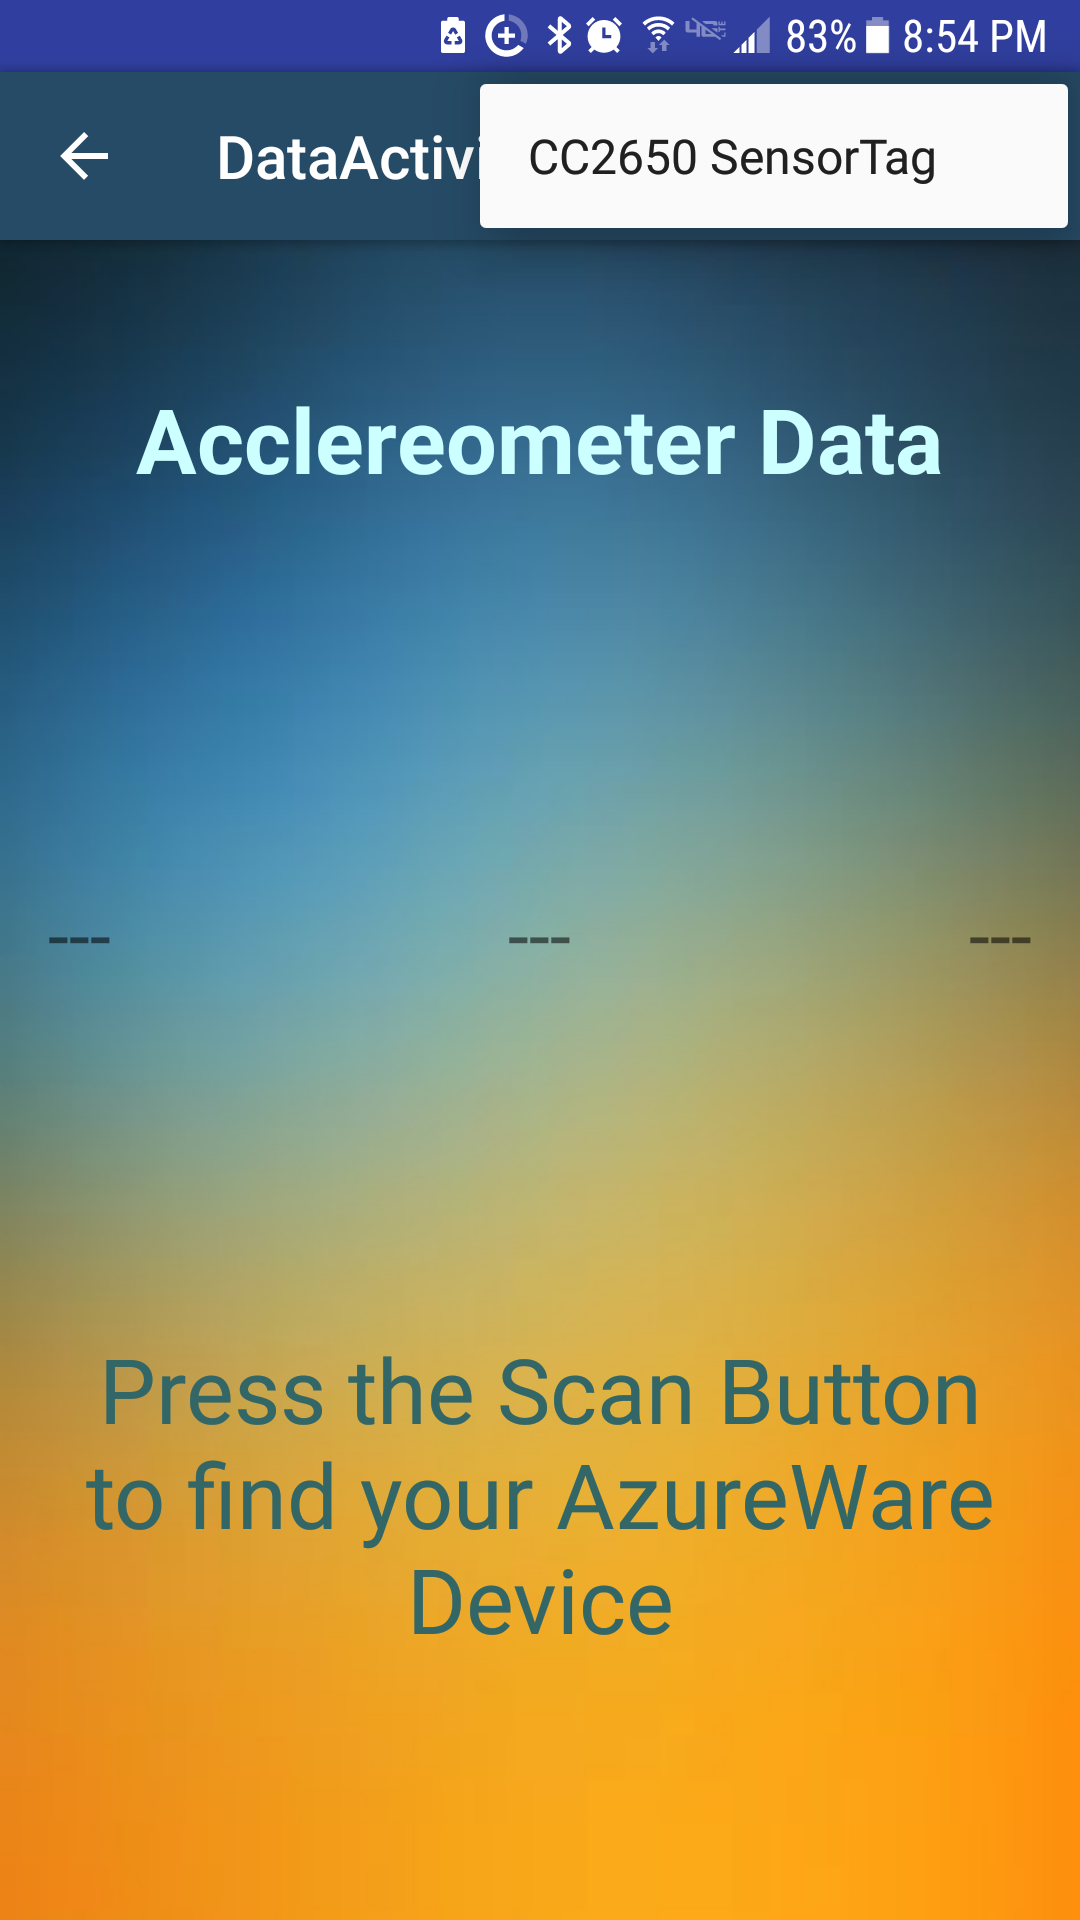 83% 8:54 PM
DataActivi
CC2650 SensorTag
Acclereometer Data
--- --- ---
Press the Scan Button
to find your AzureWare
Device